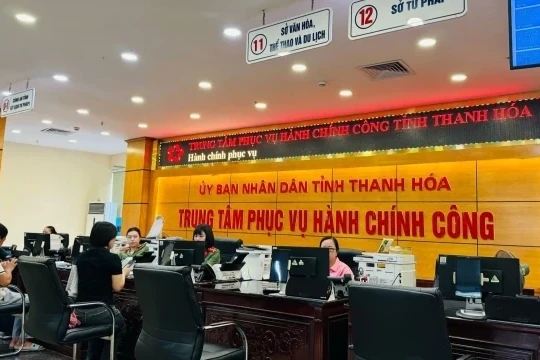 11
SỞ VĂN HÓA,
THỂ THAO VÀ DU LỊCH
12
SỞ TƯ PHÁP
TRUNG TÂM PHỤC VỤ HÀNH CHÍNH CÔNG TỈNH THANH HÓA
Hành chính phục vụ
ỦY BAN NHÂN DÂN TỈNH THANH HÓA
TRUNG TÂM PHỤC VỤ HÀNH CHÍNH CÔNG